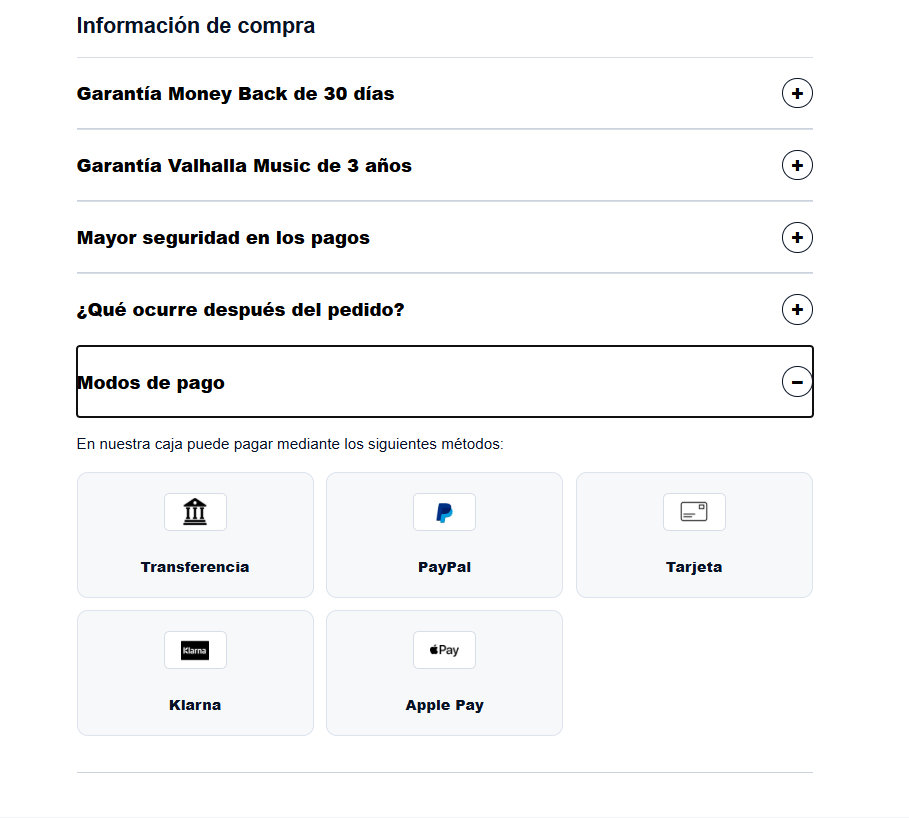 Información de compra
Garantía Money Back de 30 días
Garantía Valhalla Music de 3 años
Mayor seguridad en los pagos
¿Qué ocurre después del pedido?
Modos de pago
En nuestra caja puede pagar mediante los siguientes métodos:
Transferencia
PayPal
Tarjeta
Klarna
Pay
Klarna
Apple Pay